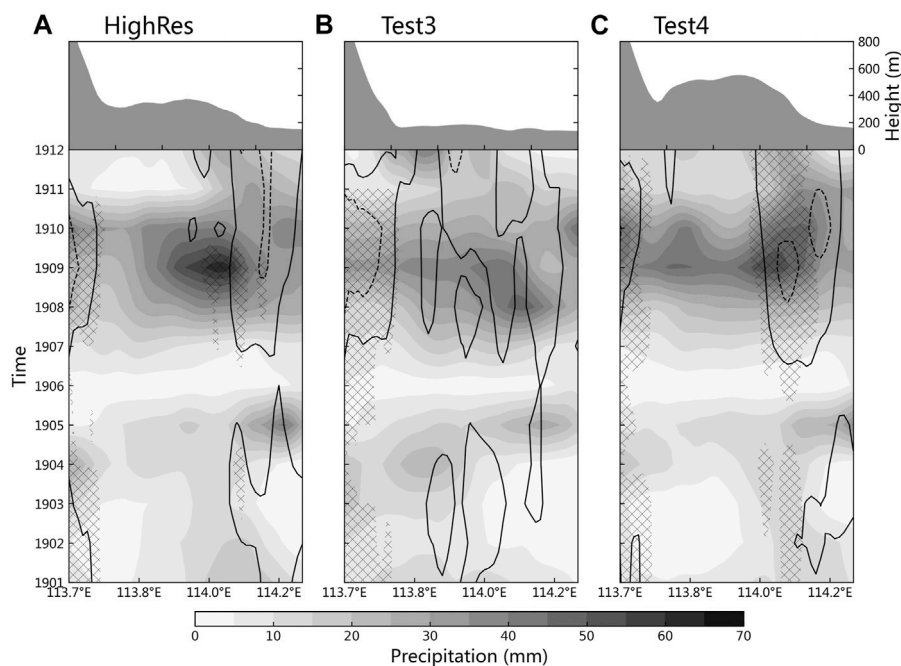 A HighRes B Test3 C Test4
800
600
400
200
0
Height (m)
1912
1911
1910
1909
1908
1907
1906
1905
1904
1903
1902
1901
Time
113.7°E 113.8°E 114.0°E 114.2°E 113.7°E 113.8°E 114.0°E 114.2°E 113.7°E 113.8°E 114.0°E 114.2°E
0 10 20 30 40 50 60 70
Precipitation (mm)